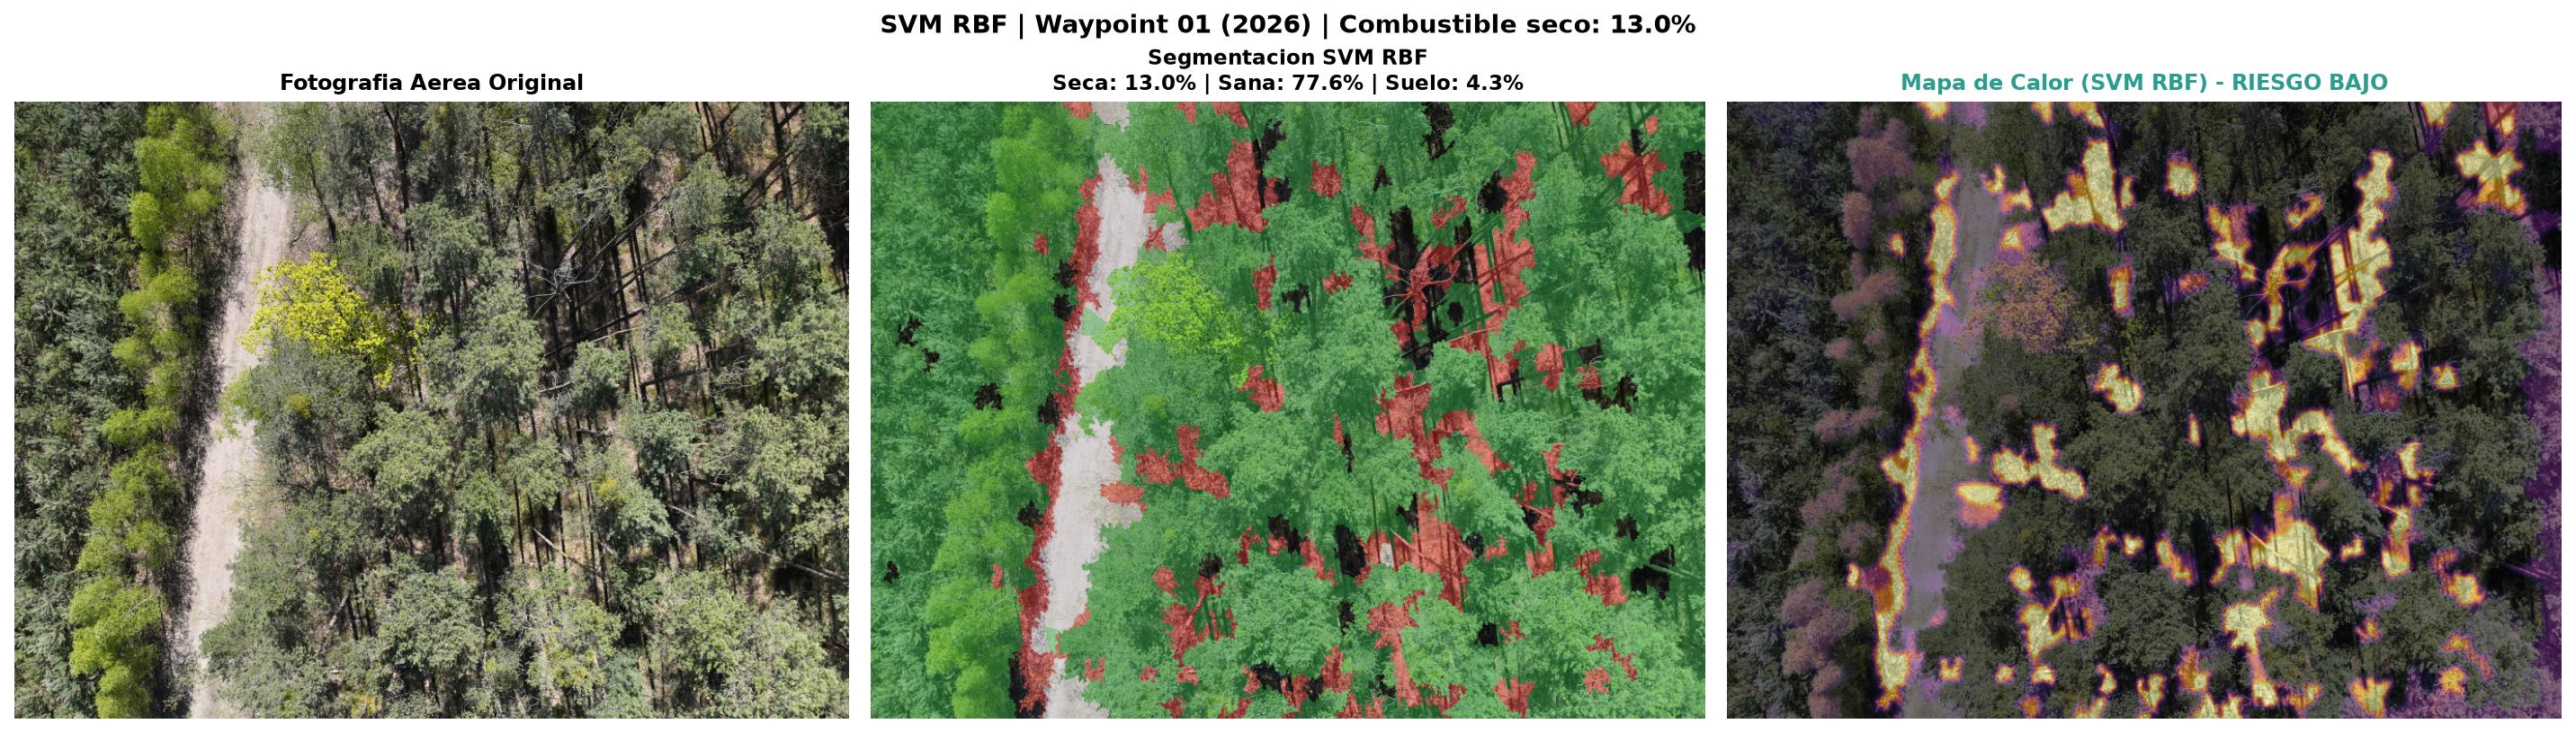 SVM RBF | Waypoint 01 (2026) | Combustible seco: 13.0%
Fotografia Aerea Original
Segmentacion SVM RBF
Seca: 13.0% | Sana: 77.6% | Suelo: 4.3%
Mapa de Calor (SVM RBF) - RIESGO BAJO